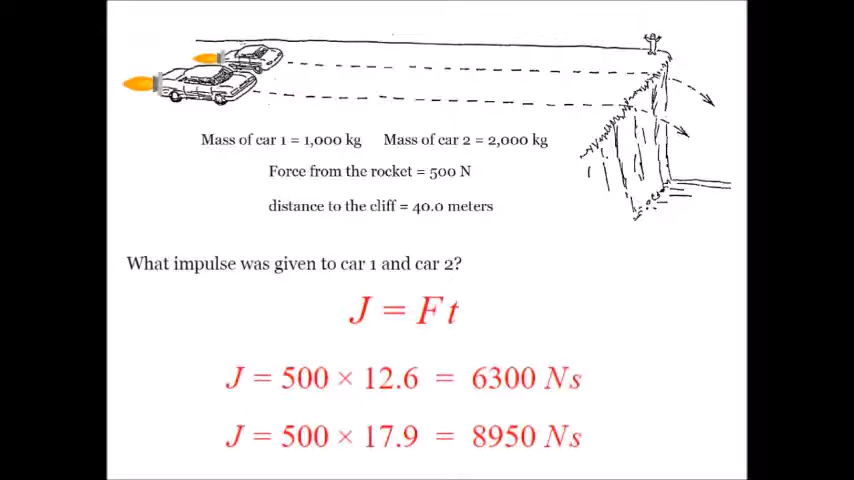 Mass of car 1 = 1,000 kg Mass of car 2 = 2,000 kg
Force from the rocket = 500 N
distance to the cliff = 40.0 meters
What impulse was given to car 1 and car 2?
J = F t
J = 500 × 12.6 = 6300 Ns
J = 500 × 17.9 = 8950 Ns